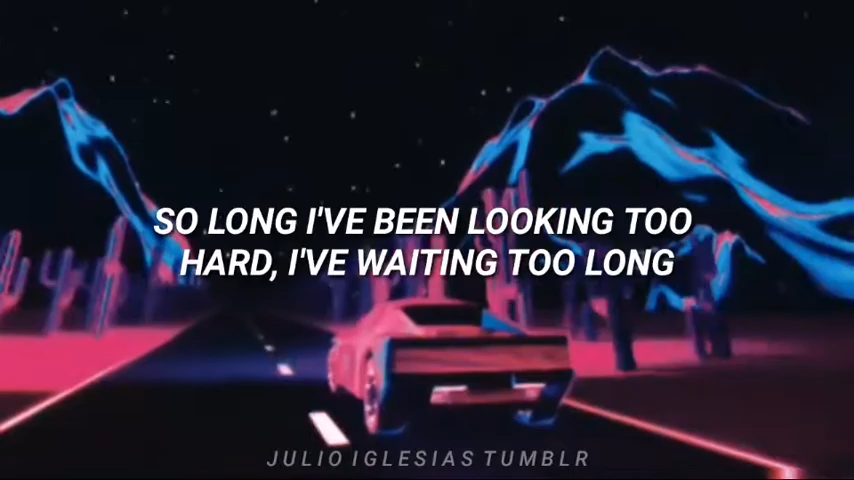 SO LONG I'VE BEEN LOOKING TOO
HARD, I'VE WAITING TOO LONG
JULIO IGLESIAS TUMBLR